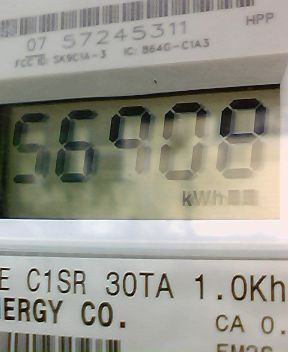 07 57245311 HPP
FCC ID: SK9C1A-3 IC: 864G-C1A3
56908
kWh
E C1SR 30TA 1.0Kh
NERGY CO.
CA 0.